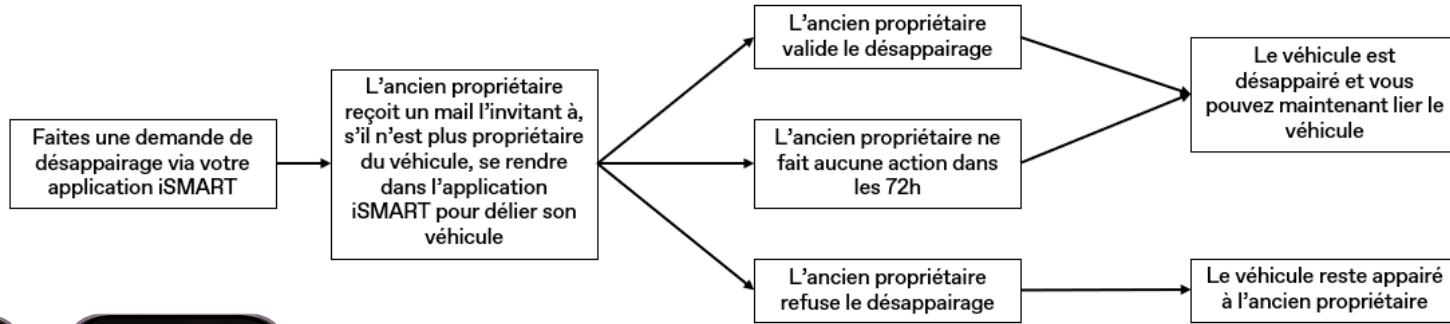 Faites une demande de
désappairage via votre
application iSMART
L'ancien propriétaire
reçoit un mail l'invitant à,
s'il n'est plus propriétaire
du véhicule, se rendre
dans l'application
iSMART pour délier son
véhicule
L'ancien propriétaire
valide le désappairage
L'ancien propriétaire ne
fait aucune action dans
les 72h
L'ancien propriétaire
refuse le désappairage
Le véhicule est
désappairé et vous
pouvez maintenant lier le
véhicule
Le véhicule reste appairé
à l'ancien propriétaire